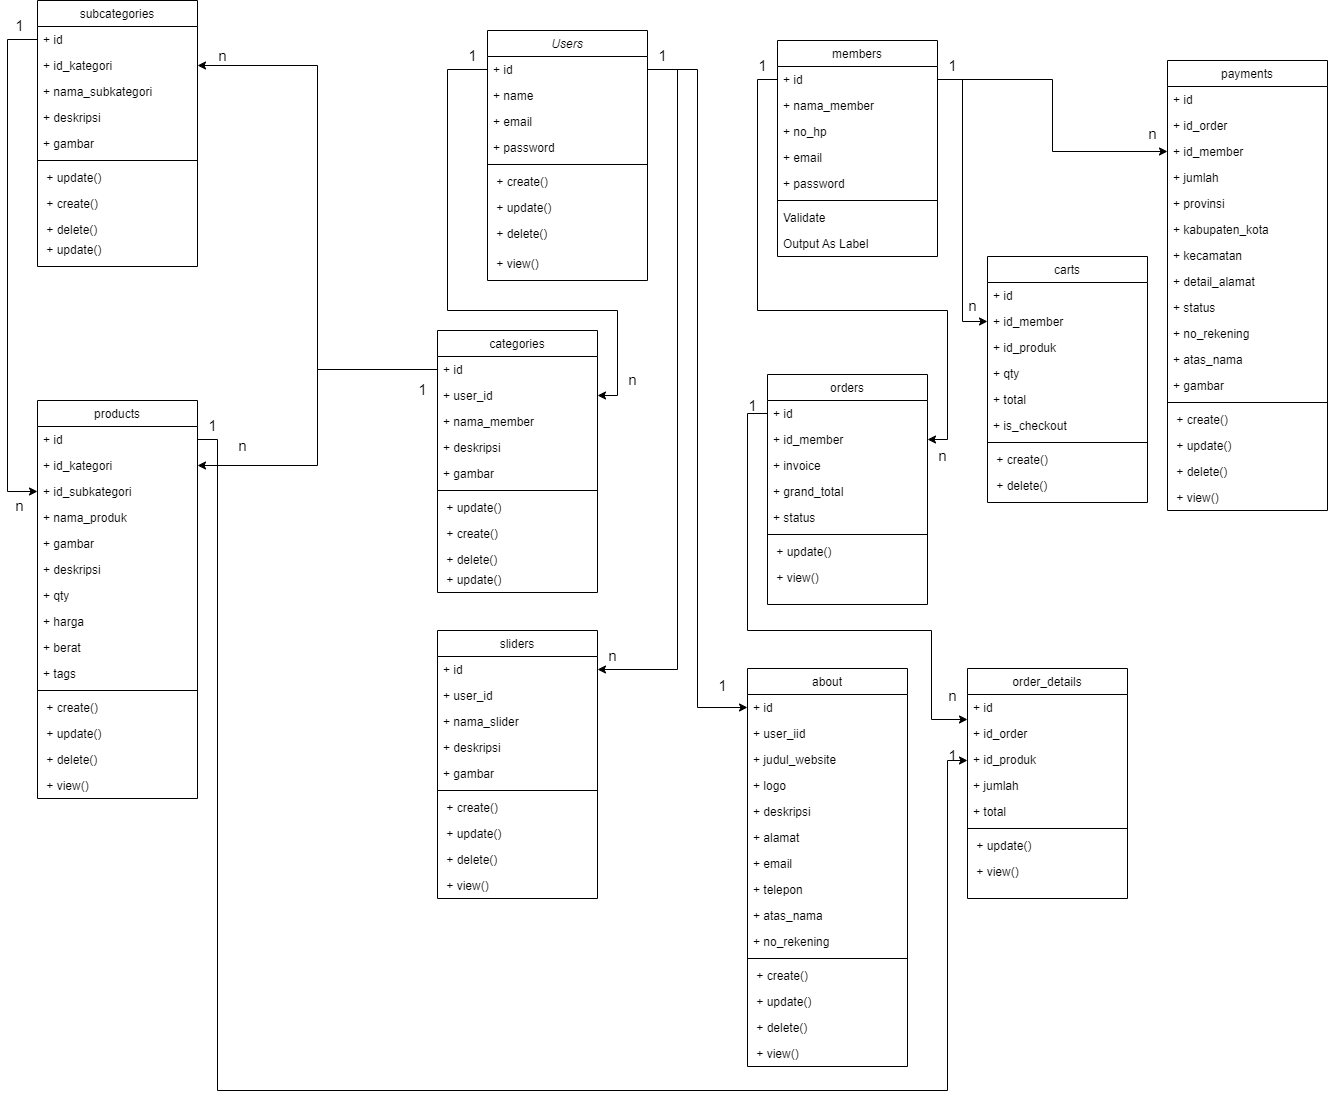 subcategories
1
+ id
+ id_kategori
+ nama_subkategori
+ deskripsi
+ gambar
+ update()
+ create()
+ delete()
+ update()
n
Users
1
1
+ id
+ name
+ email
+ password
+ create()
+ update()
+ delete()
+ view()
members
1
1
+ id
+ nama_member
+ no_hp
+ email
+ password
Validate
Output As Label
payments
+ id
+ id_order
n
+ id_member
+ jumlah
+ provinsi
+ kabupaten_kota
+ kecamatan
+ detail_alamat
+ status
+ no_rekening
+ atas_nama
+ gambar
+ create()
+ update()
+ delete()
+ view()
carts
+ id
n
+ id_member
+ id_produk
+ qty
+ total
+ is_checkout
+ create()
+ delete()
categories
+ id
1
+ user_id
n
+ nama_member
+ deskripsi
+ gambar
+ update()
+ create()
+ delete()
+ update()
orders
1
+ id
+ id_member
n
+ invoice
+ grand_total
+ status
+ update()
+ view()
products
1
+ id
n
+ id_kategori
+ id_subkategori
n
+ nama_produk
+ gambar
+ deskripsi
+ qty
+ harga
+ berat
+ tags
+ create()
+ update()
+ delete()
+ view()
sliders
n
+ id
+ user_id
+ nama_slider
+ deskripsi
+ gambar
+ create()
+ update()
+ delete()
+ view()
about
1
+ id
+ user_iid
+ judul_website
+ logo
+ deskripsi
+ alamat
+ email
+ telepon
+ atas_nama
+ no_rekening
+ create()
+ update()
+ delete()
+ view()
order_details
n
+ id
+ id_order
1
+ id_produk
+ jumlah
+ total
+ update()
+ view()